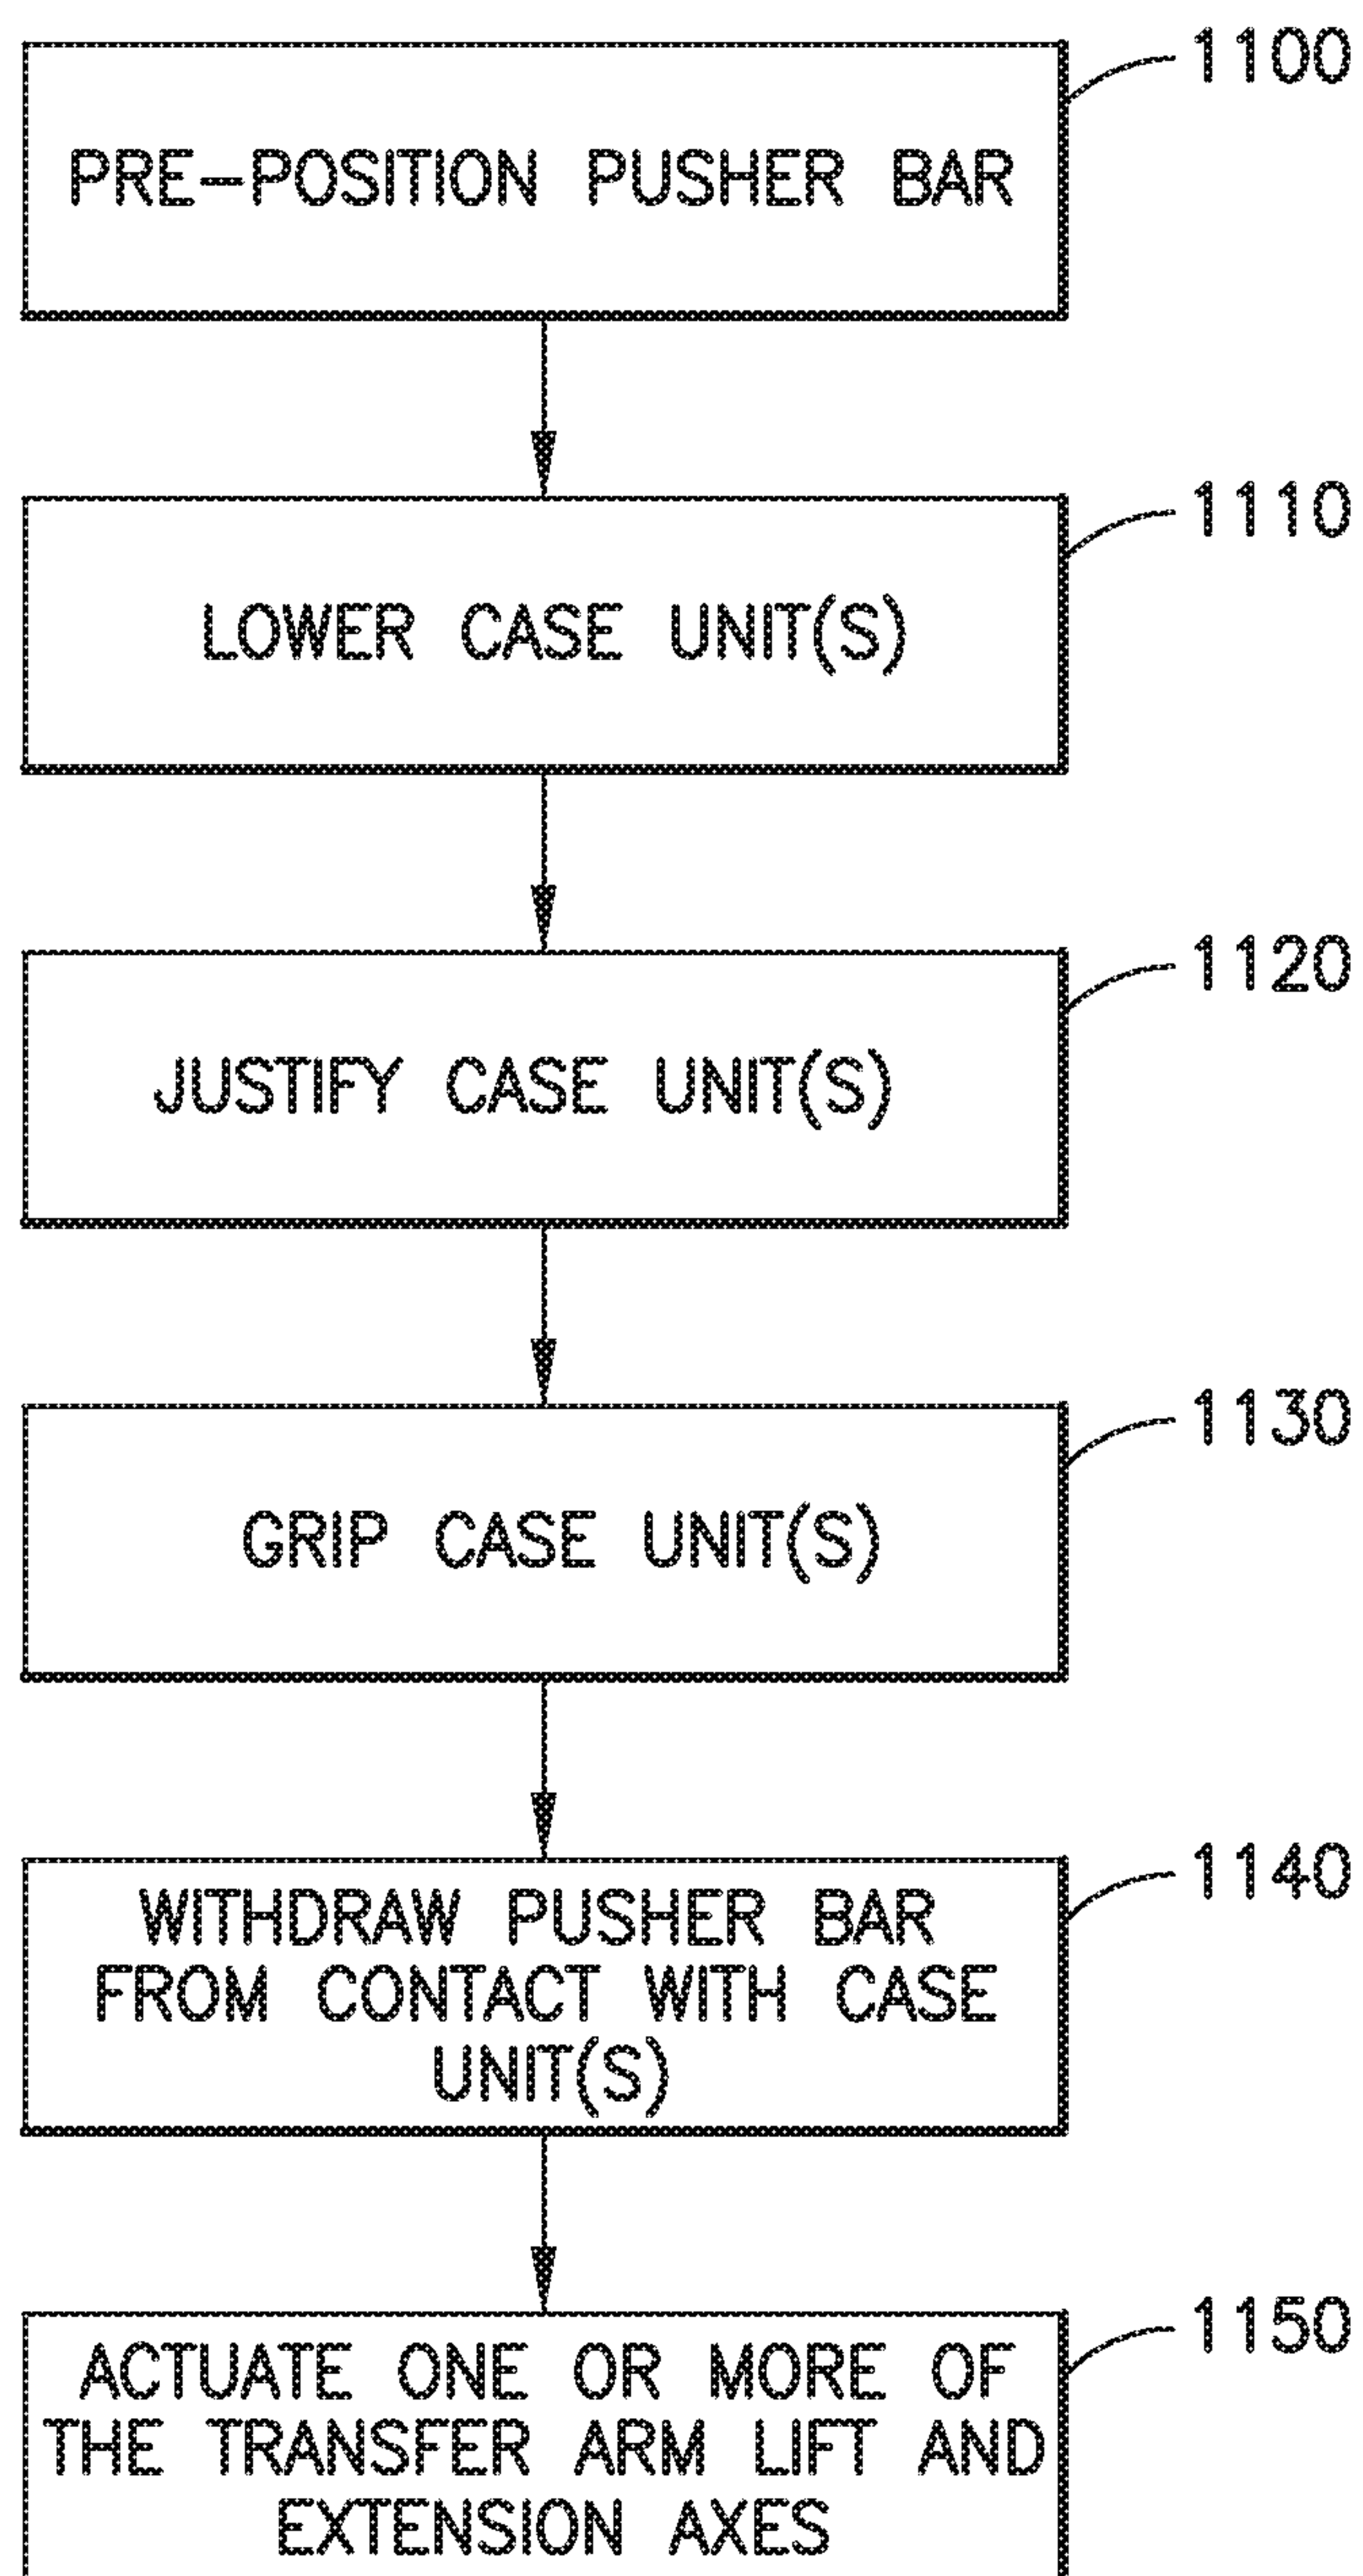 1100
PRE-POSITION PUSHER BAR
1110
LOWER CASE UNIT(S)
1120
JUSTIFY CASE UNIT(S)
1130
GRIP CASE UNIT(S)
1140
WITHDRAW PUSHER BAR
FROM CONTACT WITH CASE
UNIT(S)
1150
ACTUATE ONE OR MORE OF
THE TRANSFER ARM LIFT AND
EXTENSION AXES